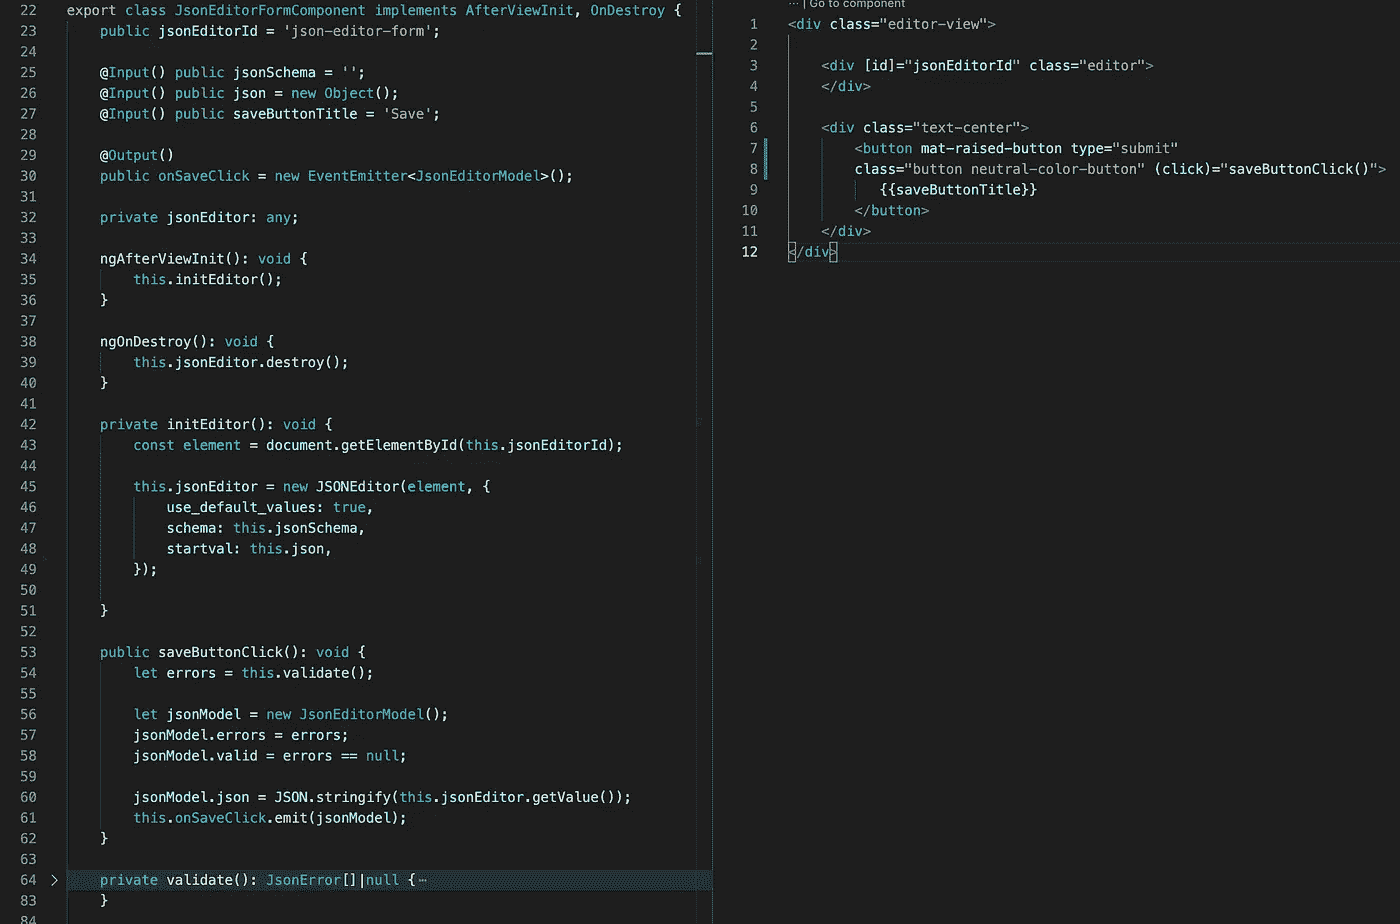 22 export class JsonEditorFormComponent implements AfterViewInit, OnDestroy {
23 public jsonEditorId = 'json-editor-form';
24
25 @Input() public jsonSchema = '';
26 @Input() public json = new Object();
27 @Input() public saveButtonTitle = 'Save';
28
29 @Output()
30 public onSaveClick = new EventEmitter<JsonEditorModel>();
31
32 private jsonEditor: any;
33
34 ngAfterViewInit(): void {
35 this.initEditor();
36 }
37
38 ngOnDestroy(): void {
39 this.jsonEditor.destroy();
40 }
41
42 private initEditor(): void {
43 const element = document.getElementById(this.jsonEditorId);
44
45 this.jsonEditor = new JSONEditor(element, {
46 use_default_values: true,
47 schema: this.jsonSchema,
48 startval: this.json,
49 });
50
51 }
52
53 public saveButtonClick(): void {
54 let errors = this.validate();
55
56 let jsonModel = new JsonEditorModel();
57 jsonModel.errors = errors;
58 jsonModel.valid = errors == null;
59
60 jsonModel.json = JSON.stringify(this.jsonEditor.getValue());
61 this.onSaveClick.emit(jsonModel);
62 }
63
64 private validate(): JsonError[]|null {⋯
83 }
84
… | Go to component
1 <div class="editor-view">
2
3 <div [id]="jsonEditorId" class="editor">
4 </div>
5
6 <div class="text-center">
7 <button mat-raised-button type="submit"
8 class="button neutral-color-button" (click)="saveButtonClick()">
9 {{saveButtonTitle}}
10 </button>
11 </div>
12 </div>